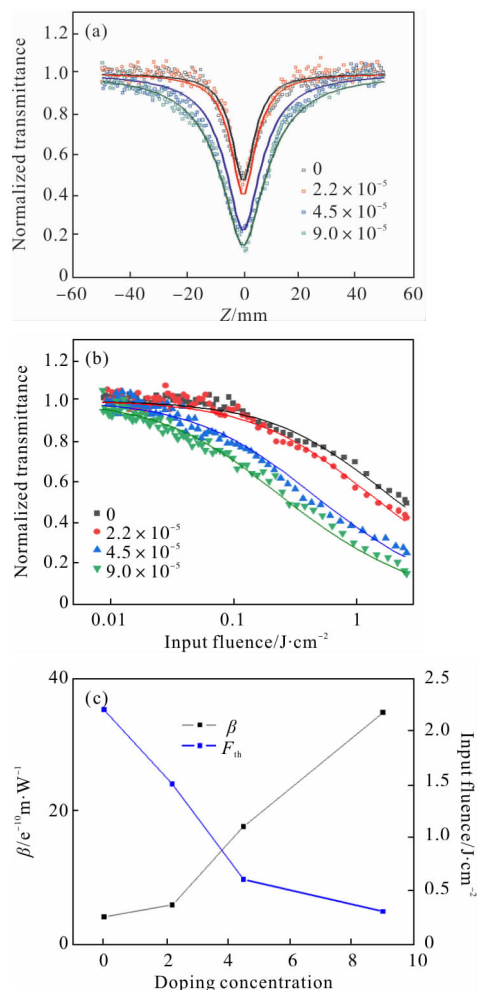 (a)
Normalized transmittance
1.2
1.0
0.8
0.6
0.4
0.2
0
0
2.2×10⁻⁵
4.5×10⁻⁵
9.0×10⁻⁵
−60 −40 −20 0 20 40 60
Z/mm
(b)
Normalized transmittance
1.2
1.0
0.8
0.6
0.4
0.2
0
0
2.2×10⁻⁵
4.5×10⁻⁵
9.0×10⁻⁵
0.01 0.1 1
Input fluence/J·cm⁻²
(c)
β/e⁻¹⁰m·W⁻¹
40
20
0
β
F_th
2.5
2.0
1.5
1.0
0.5
0
Input fluence/J·cm⁻²
0 2 4 6 8 10
Doping concentration